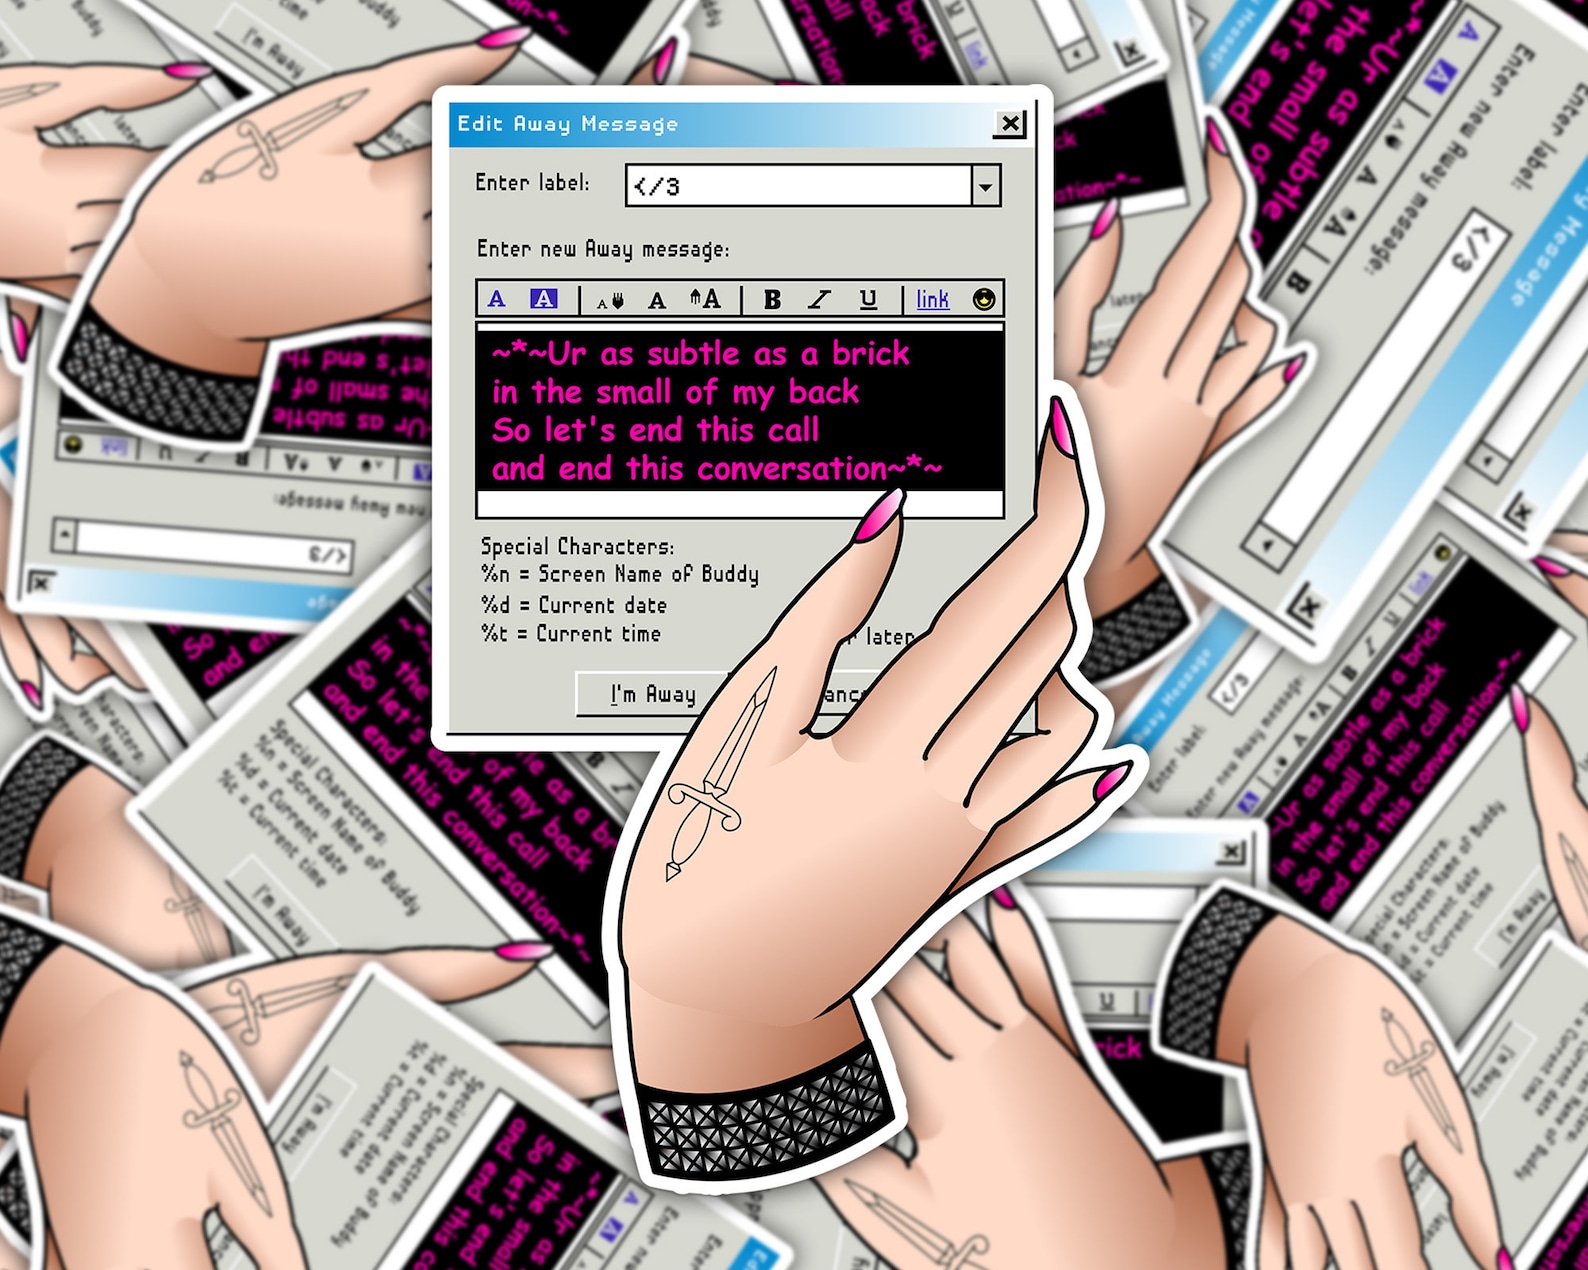 Edit Away Message
Enter label:
</3
Enter new Away message:
A A A A A B I U link
~*~Ur as subtle as a brick
in the small of my back
So let's end this call
and end this conversation~*~
Special Characters:
%n = Screen Name of Buddy
%d = Current date
%t = Current time
later
I'm Away